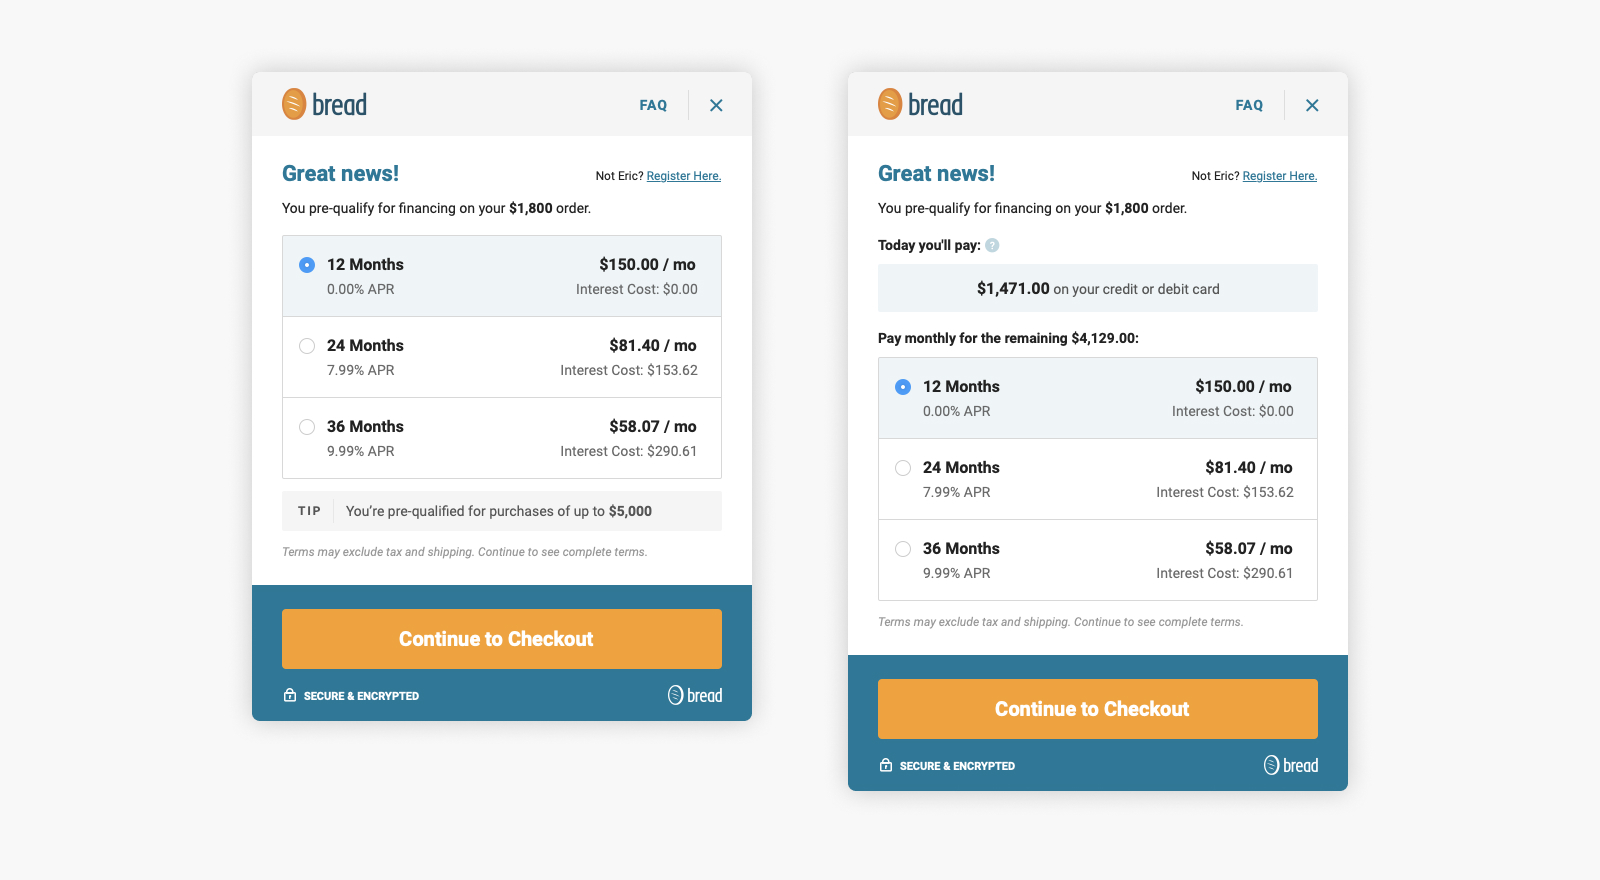 bread
FAQ
Great news!
Not Eric? Register Here.
You pre-qualify for financing on your $1,800 order.
12 Months
$150.00 / mo
0.00% APR
Interest Cost: $0.00
24 Months
$81.40 / mo
7.99% APR
Interest Cost: $153.62
36 Months
$58.07 / mo
9.99% APR
Interest Cost: $290.61
TIP
You’re pre-qualified for purchases of up to $5,000
Terms may exclude tax and shipping. Continue to see complete terms.
Continue to Checkout
SECURE & ENCRYPTED
bread
bread
FAQ
Great news!
Not Eric? Register Here.
You pre-qualify for financing on your $1,800 order.
Today you'll pay: ?
$1,471.00 on your credit or debit card
Pay monthly for the remaining $4,129.00:
12 Months
$150.00 / mo
0.00% APR
Interest Cost: $0.00
24 Months
$81.40 / mo
7.99% APR
Interest Cost: $153.62
36 Months
$58.07 / mo
9.99% APR
Interest Cost: $290.61
Terms may exclude tax and shipping. Continue to see complete terms.
Continue to Checkout
SECURE & ENCRYPTED
bread